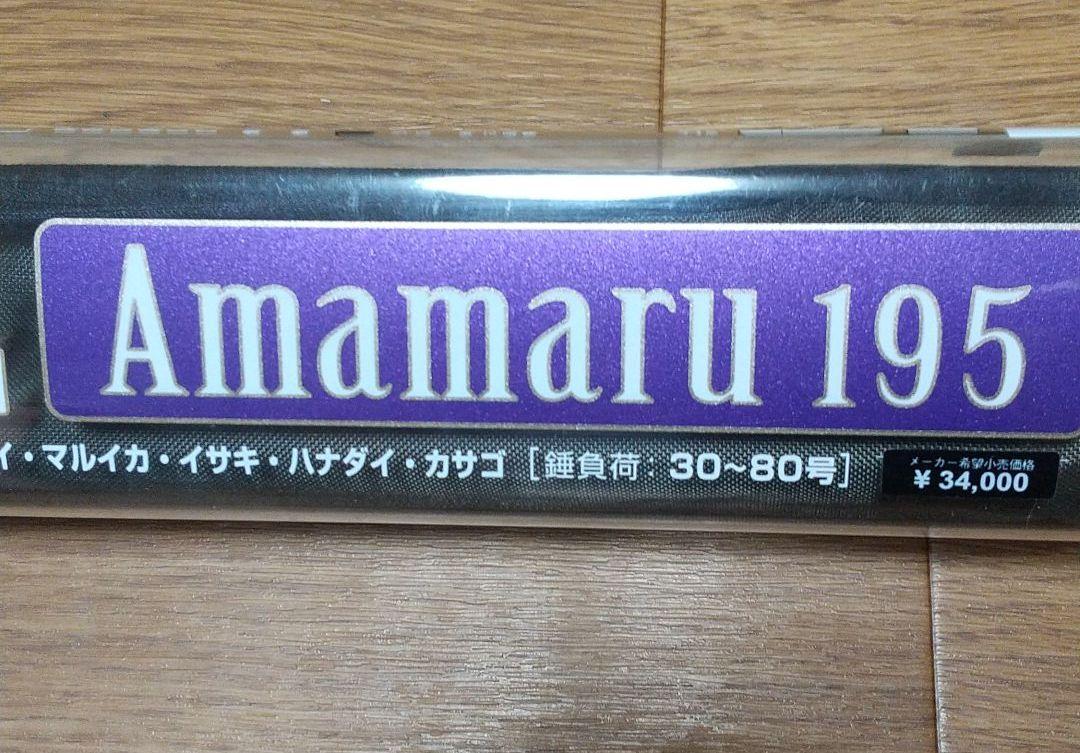 Amamaru 195
イ・マルイカ・イサキ・ハナダイ・カサゴ [錘負荷: 30~80号]
メーカー希望小売価格
¥ 34,000